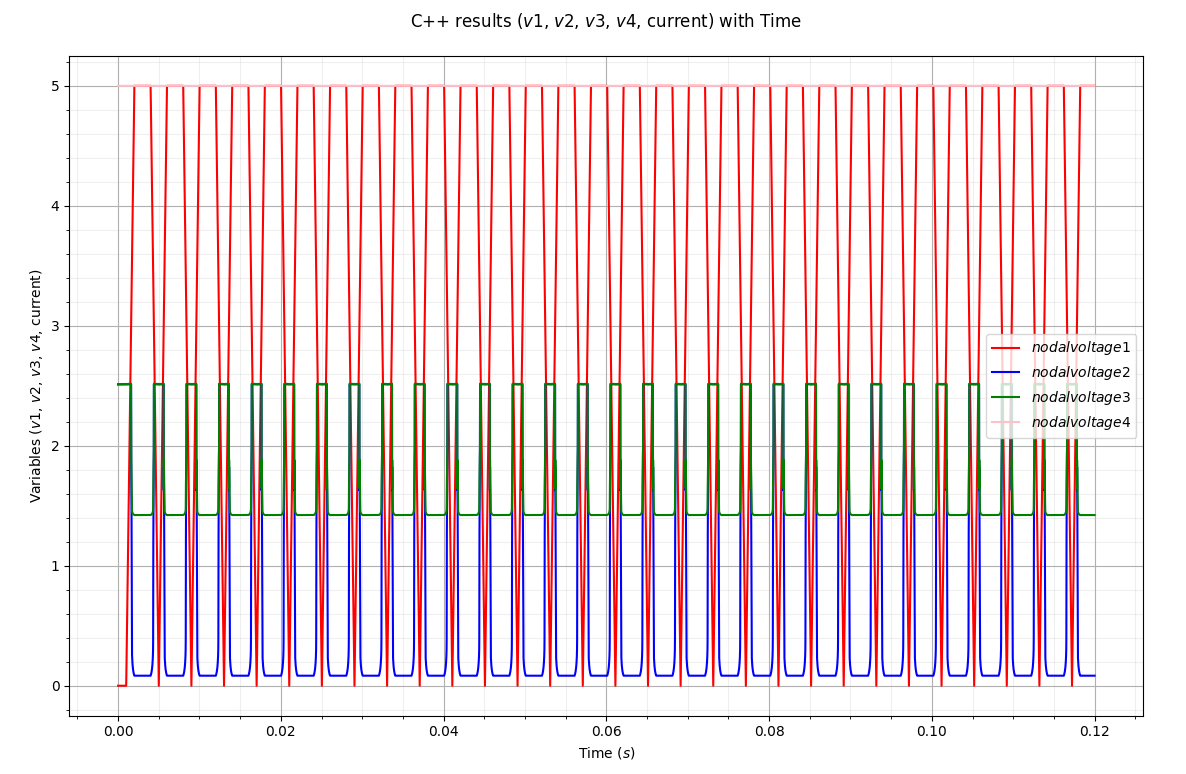 C++ results (v1, v2, v3, v4, current) with Time
Variables (v1, v2, v3, v4, current)
5
4
3
2
1
0
nodalvoltage1
nodalvoltage2
nodalvoltage3
nodalvoltage4
0.00 0.02 0.04 0.06 0.08 0.10 0.12
Time (s)